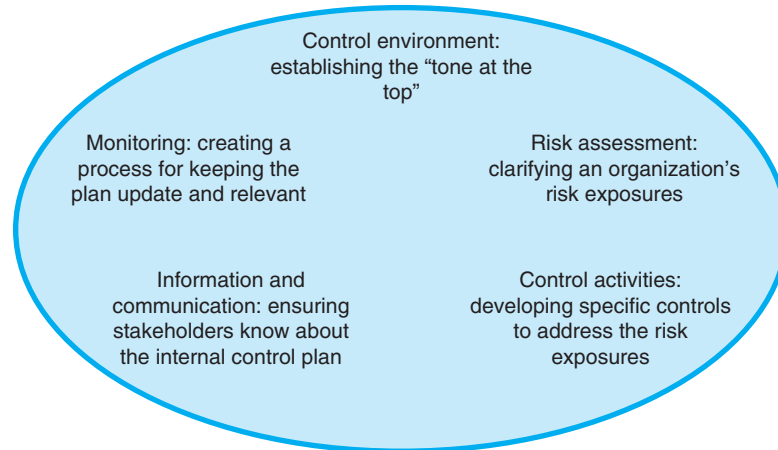 Control environment:
establishing the “tone at the
top”
Monitoring: creating a
process for keeping the
plan update and relevant
Risk assessment:
clarifying an organization’s
risk exposures
Information and
communication: ensuring
stakeholders know about
the internal control plan
Control activities:
developing specific controls
to address the risk
exposures